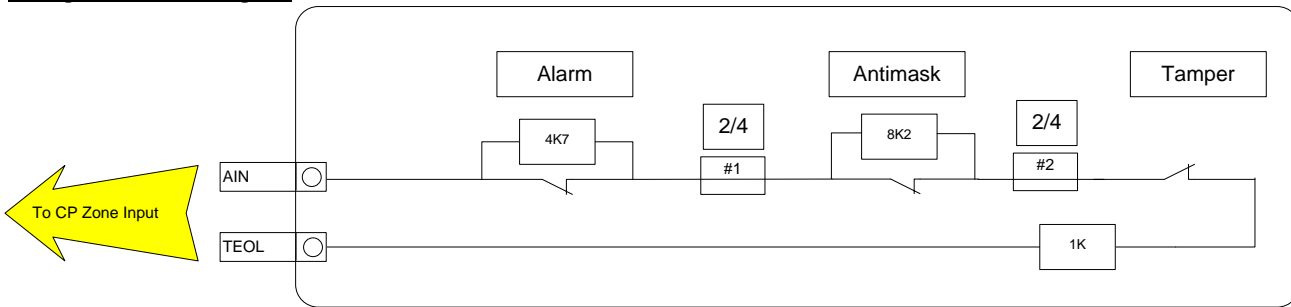 Alarm
Antimask
Tamper
2/4
2/4
4K7
8K2
#1
#2
AIN
To CP Zone Input
TEOL
1K